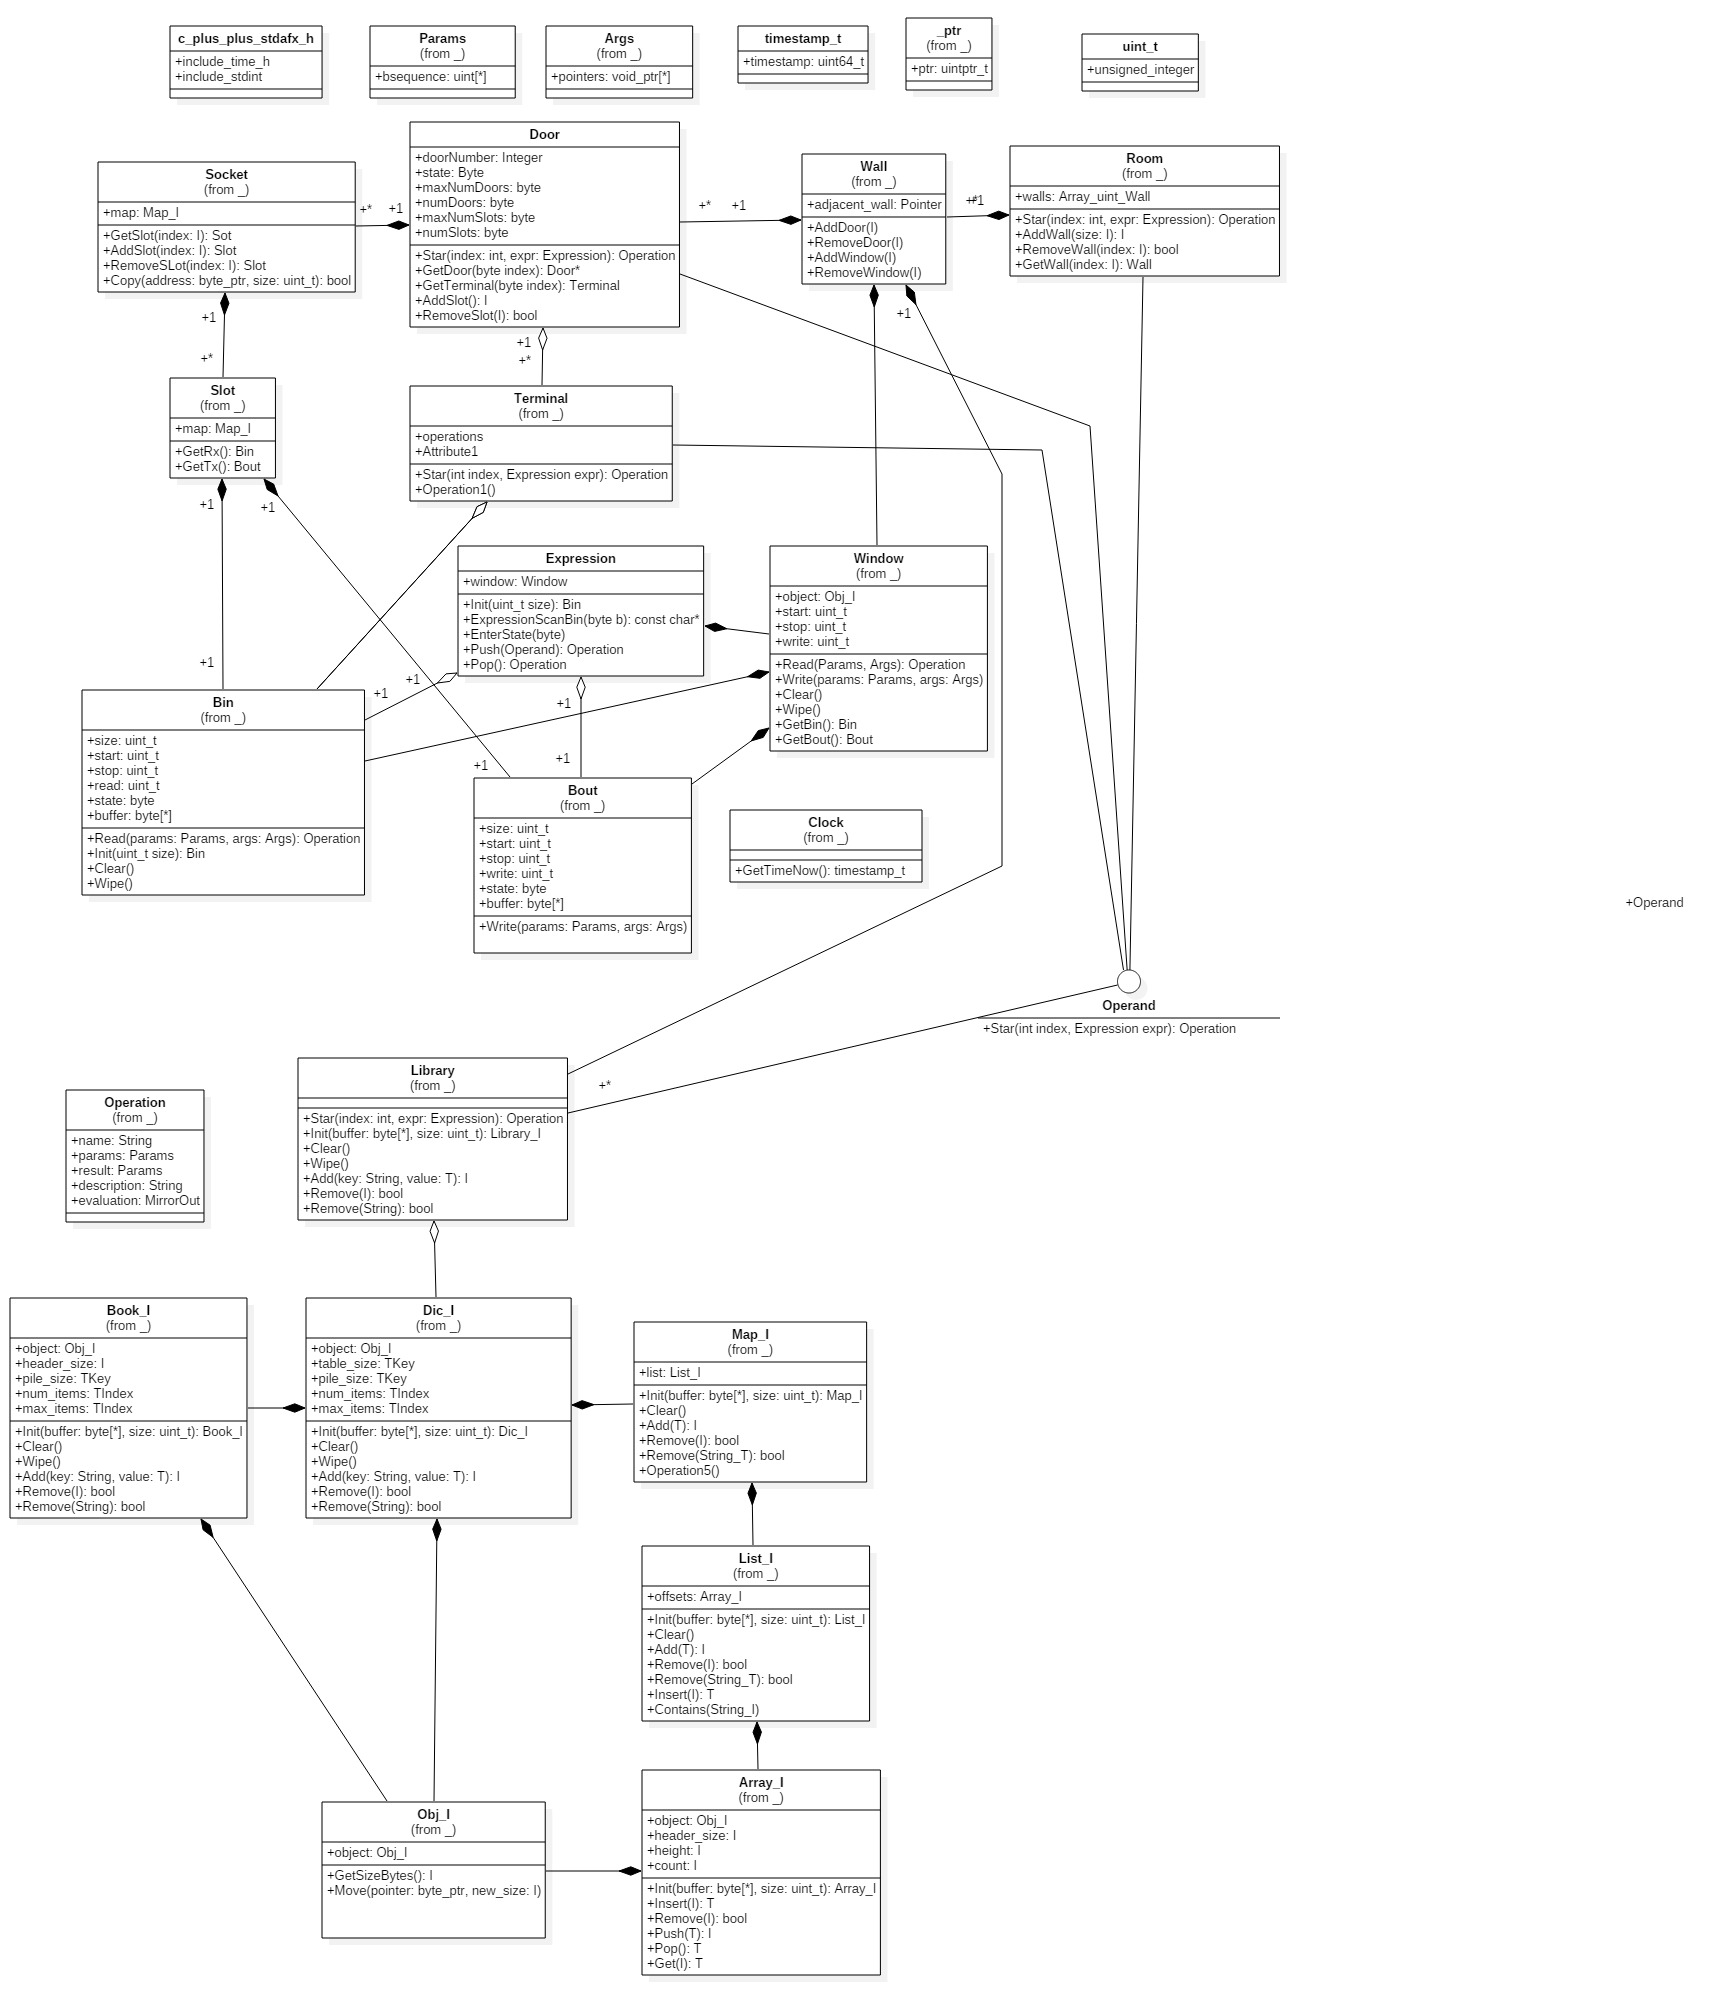 c_plus_plus_stdafx_h
+include_time_h
+include_stdint
Params
(from _)
+bsequence: uint[*]
Args
(from _)
+pointers: void_ptr[*]
timestamp_t
+timestamp: uint64_t
_ptr
(from _)
+ptr: uintptr_t
uint_t
+unsigned_integer
Socket
(from _)
+map: Map_I
+GetSlot(index: I): Sot
+AddSlot(index: I): Slot
+RemoveSLot(index: I): Slot
+Copy(address: byte_ptr, size: uint_t): bool
+* +1
Door
+doorNumber: Integer
+state: Byte
+maxNumDoors: byte
+numDoors: byte
+maxNumSlots: byte
+numSlots: byte
+Star(index: int, expr: Expression): Operation
+GetDoor(byte index): Door*
+GetTerminal(byte index): Terminal
+AddSlot(): I
+RemoveSlot(I): bool
+* +1
Wall
(from _)
+adjacent_wall: Pointer
+AddDoor(I)
+RemoveDoor(I)
+AddWindow(I)
+RemoveWindow(I)
+* +1
Room
(from _)
+walls: Array_uint_Wall
+Star(index: int, expr: Expression): Operation
+AddWall(size: I): I
+RemoveWall(index: I): bool
+GetWall(index: I): Wall
+1
+*
+1
+*
+1
Slot
(from _)
+map: Map_I
+GetRx(): Bin
+GetTx(): Bout
+1
+1
Terminal
(from _)
+operations
+Attribute1
+Star(int index, Expression expr): Operation
+Operation1()
Expression
+window: Window
+Init(uint_t size): Bin
+ExpressionScanBin(byte b): const char*
+EnterState(byte)
+Push(Operand): Operation
+Pop(): Operation
Window
(from _)
+object: Obj_I
+start: uint_t
+stop: uint_t
+write: uint_t
+Read(Params, Args): Operation
+Write(params: Params, args: Args)
+Clear()
+Wipe()
+GetBin(): Bin
+GetBout(): Bout
+1
+1
+1
+1
+1
+1
Bin
(from _)
+size: uint_t
+start: uint_t
+stop: uint_t
+read: uint_t
+state: byte
+buffer: byte[*]
+Read(params: Params, args: Args): Operation
+Init(uint_t size): Bin
+Clear()
+Wipe()
Bout
(from _)
+size: uint_t
+start: uint_t
+stop: uint_t
+write: uint_t
+state: byte
+buffer: byte[*]
+Write(params: Params, args: Args)
Clock
(from _)
+GetTimeNow(): timestamp_t
+Operand
Operand
+Star(int index, Expression expr): Operation
+*
Operation
(from _)
+name: String
+params: Params
+result: Params
+description: String
+evaluation: MirrorOut
Library
(from _)
+Star(index: int, expr: Expression): Operation
+Init(buffer: byte[*], size: uint_t): Library_I
+Clear()
+Wipe()
+Add(key: String, value: T): I
+Remove(I): bool
+Remove(String): bool
Book_I
(from _)
+object: Obj_I
+header_size: I
+pile_size: TKey
+num_items: TIndex
+max_items: TIndex
+Init(buffer: byte[*], size: uint_t): Book_I
+Clear()
+Wipe()
+Add(key: String, value: T): I
+Remove(I): bool
+Remove(String): bool
Dic_I
(from _)
+object: Obj_I
+table_size: TKey
+pile_size: TKey
+num_items: TIndex
+max_items: TIndex
+Init(buffer: byte[*], size: uint_t): Dic_I
+Clear()
+Wipe()
+Add(key: String, value: T): I
+Remove(I): bool
+Remove(String): bool
Map_I
(from _)
+list: List_I
+Init(buffer: byte[*], size: uint_t): Map_I
+Clear()
+Add(T): I
+Remove(I): bool
+Remove(String_T): bool
+Operation5()
List_I
(from _)
+offsets: Array_I
+Init(buffer: byte[*], size: uint_t): List_I
+Clear()
+Add(T): I
+Remove(I): bool
+Remove(String_T): bool
+Insert(I): T
+Contains(String_I)
Obj_I
(from _)
+object: Obj_I
+GetSizeBytes(): I
+Move(pointer: byte_ptr, new_size: I)
Array_I
(from _)
+object: Obj_I
+header_size: I
+height: I
+count: I
+Init(buffer: byte[*], size: uint_t): Array_I
+Insert(I): T
+Remove(I): bool
+Push(T): I
+Pop(): T
+Get(I): T